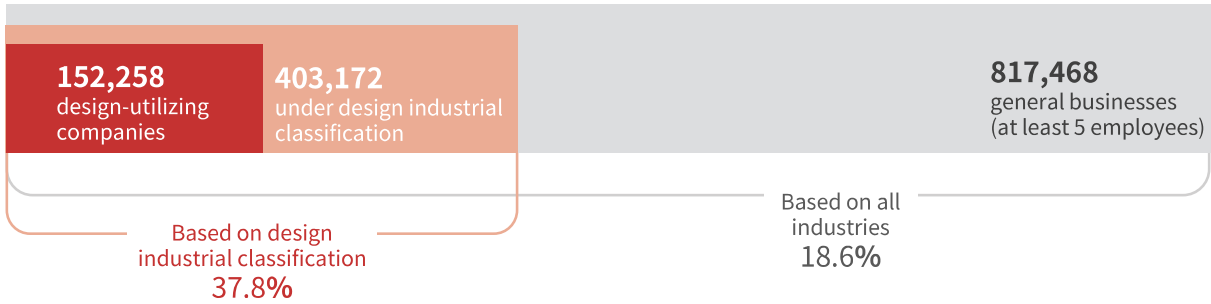 152,258
design-utilizing
companies
403,172
under design industrial
classification
817,468
general businesses
(at least 5 employees)
Based on all
industries
18.6%
Based on design
industrial classification
37.8%